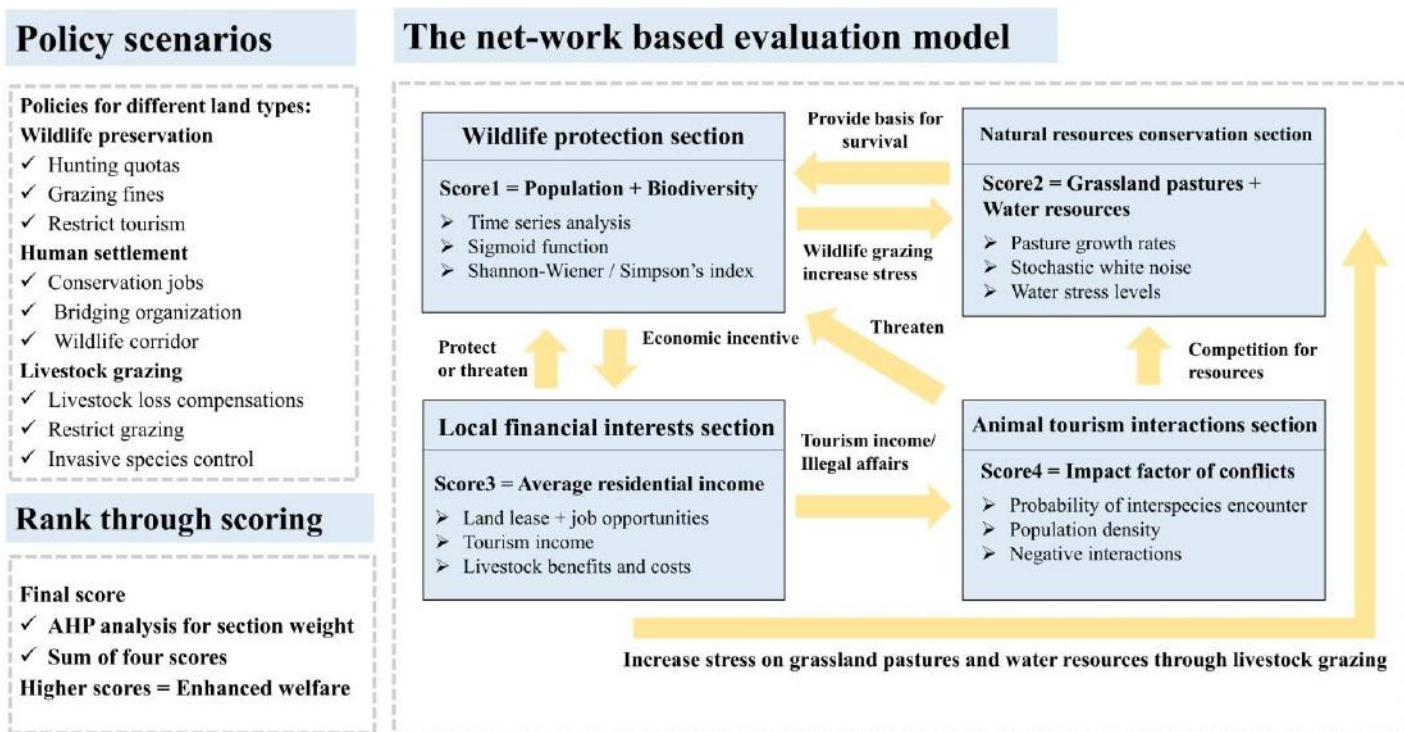 Policy scenarios
Policies for different land types:
Wildlife preservation
✓ Hunting quotas
✓ Grazing fines
✓ Restrict tourism
Human settlement
✓ Conservation jobs
✓ Bridging organization
✓ Wildlife corridor
Livestock grazing
✓ Livestock loss compensations
✓ Restrict grazing
✓ Invasive species control
Rank through scoring
Final score
✓ AHP analysis for section weight
✓ Sum of four scores
Higher scores = Enhanced welfare
The net-work based evaluation model
Wildlife protection section
Score1 = Population + Biodiversity
➢ Time series analysis
➢ Sigmoid function
➢ Shannon-Wiener / Simpson's index
Provide basis for
survival
Wildlife grazing
increase stress
Natural resources conservation section
Score2 = Grassland pastures +
Water resources
➢ Pasture growth rates
➢ Stochastic white noise
➢ Water stress levels
Protect
or threaten
Economic incentive
Threaten
Competition for
resources
Local financial interests section
Score3 = Average residential income
➢ Land lease + job opportunities
➢ Tourism income
➢ Livestock benefits and costs
Tourism income/
Illegal affairs
Animal tourism interactions section
Score4 = Impact factor of conflicts
➢ Probability of interspecies encounter
➢ Population density
➢ Negative interactions
Increase stress on grassland pastures and water resources through livestock grazing